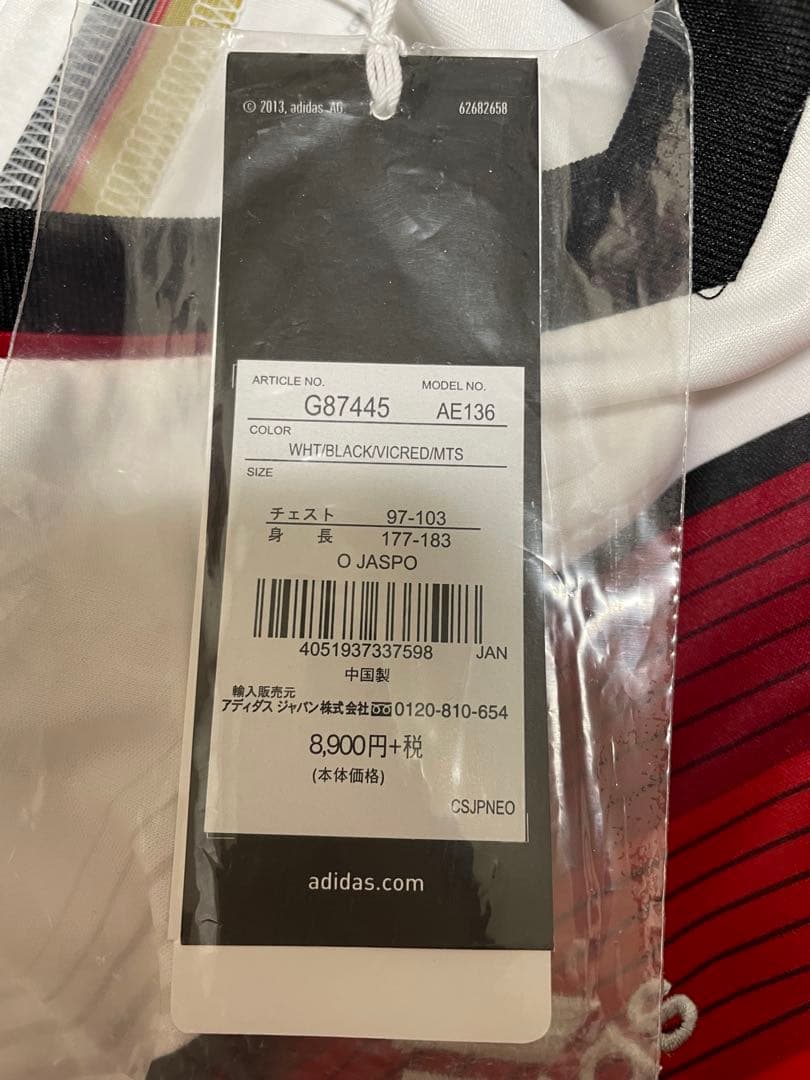 © 2013, adidas AG. 62682658
ARTICLE NO. MODEL NO.
G87445 AE136
COLOR
WHT/BLACK/VICRED/MTS
SIZE
チェスト 97-103
身 長 177-183
O JASPO
4051937337598 JAN
中国製
輸入販売元
アディダス ジャパン株式会社 0120-810-654
8,900円+税
(本体価格)
CSJPNEO
adidas.com